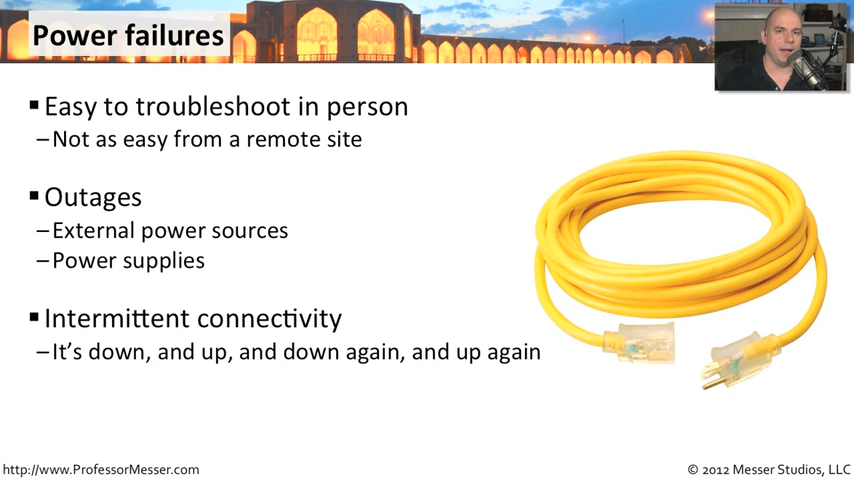 Power failures
▪Easy to troubleshoot in person
–Not as easy from a remote site
▪Outages
–External power sources
–Power supplies
▪Intermittent connectivity
–It's down, and up, and down again, and up again
http://www.ProfessorMesser.com
© 2012 Messer Studios, LLC